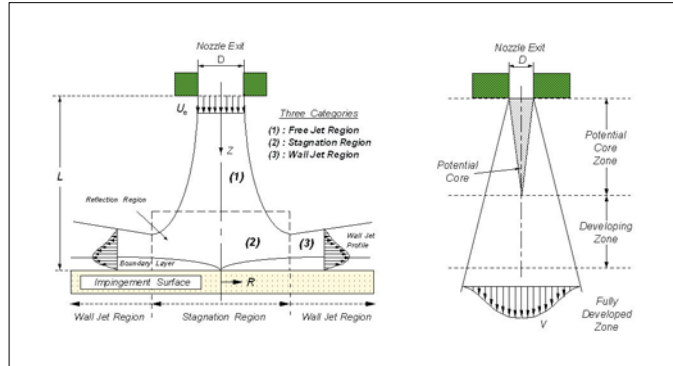 Nozzle Exit
D
Uₑ
Three Categories
(1) : Free Jet Region
(2) : Stagnation Region
(3) : Wall Jet Region
Z
L
(1)
Reflection Region
(2)
(3)
Wall Jet
Profile
Boundary Layer
Impingement Surface
R
Wall Jet Region
Stagnation Region
Wall Jet Region
Nozzle Exit
D
Potential
Core
Potential
Core
Zone
Developing
Zone
Fully
Developed
Zone
V